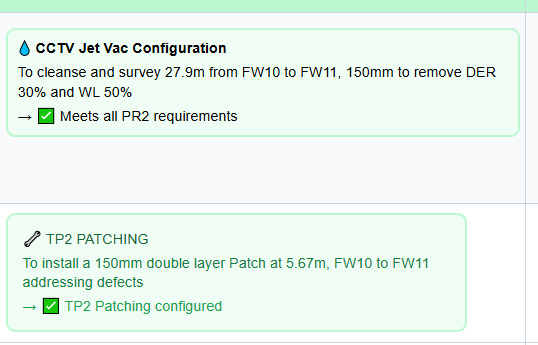 CCTV Jet Vac Configuration
To cleanse and survey 27.9m from FW10 to FW11, 150mm to remove DER
30% and WL 50%
→ ✅ Meets all PR2 requirements
TP2 PATCHING
To install a 150mm double layer Patch at 5.67m, FW10 to FW11
addressing defects
→ ✅ TP2 Patching configured